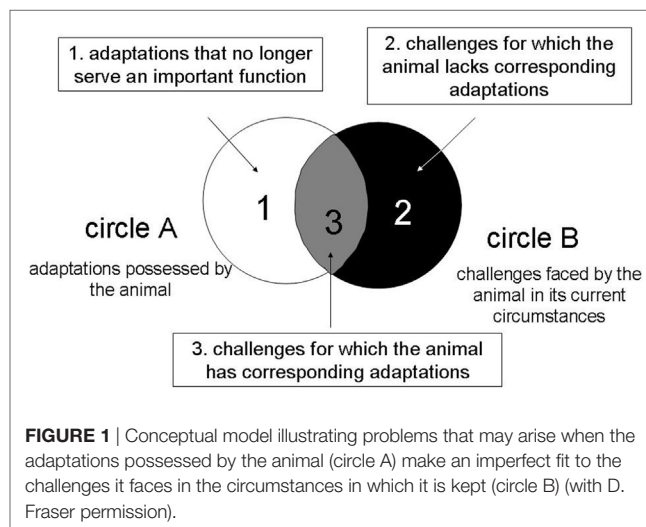 1. adaptations that no longer
serve an important function
2. challenges for which the
animal lacks corresponding
adaptations
1
3
2
circle A
adaptations possessed by
the animal
circle B
challenges faced by the
animal in its current
circumstances
3. challenges for which the animal
has corresponding adaptations
FIGURE 1 | Conceptual model illustrating problems that may arise when the
adaptations possessed by the animal (circle A) make an imperfect fit to the
challenges it faces in the circumstances in which it is kept (circle B) (with D.
Fraser permission).